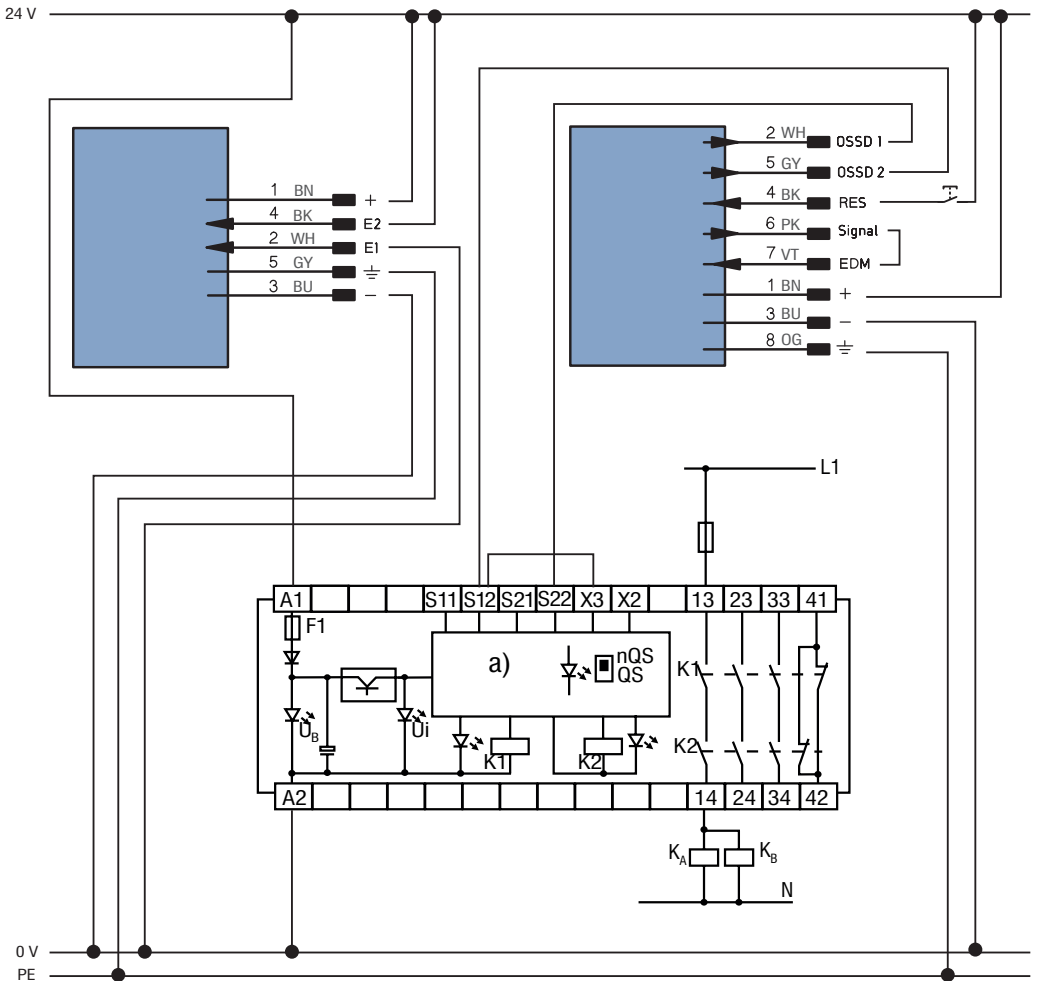 24 V
1 BN +
4 BK E2
2 WH E1
5 GY
3 BU −
2 WH OSSD 1
5 GY OSSD 2
4 BK RES
6 PK Signal
7 VT EDM
1 BN +
3 BU −
8 OG
L1
A1 S11 S12 S21 S22 X3 X2 13 23 33 41
F1
a)
nQS
QS
K1
UB
Ui
K1
K2
K2
A2 14 24 34 42
KA
KB
N
0 V
PE